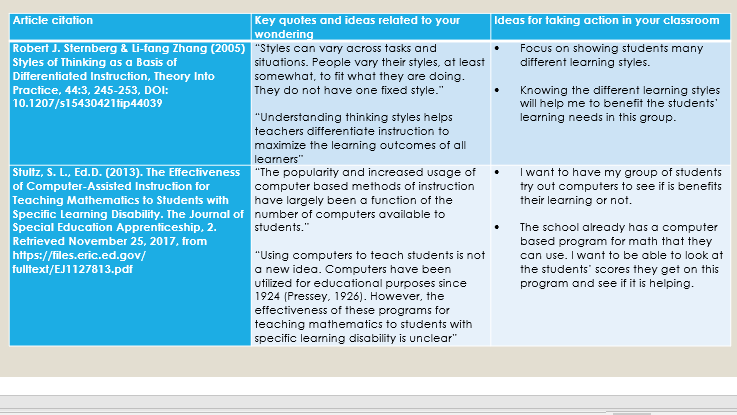 Article citation
Key quotes and ideas related to your
wondering
Ideas for taking action in your classroom
Robert J. Sternberg & Li-fang Zhang (2005)
Styles of Thinking as a Basis of
Differentiated Instruction, Theory Into
Practice, 44:3, 245-253, DOI:
10.1207/s15430421tip44039
“Styles can vary across tasks and
situations. People vary their styles, at least
somewhat, to fit what they are doing.
They do not have one fixed style.”
“Understanding thinking styles helps
teachers differentiate instruction to
maximize the learning outcomes of all
learners”
• Focus on showing students many
different learning styles.
• Knowing the different learning styles
will help me to benefit the students’
learning needs in this group.
Stultz, S. L., Ed.D. (2013). The Effectiveness
of Computer-Assisted Instruction for
Teaching Mathematics to Students with
Specific Learning Disability. The Journal of
Special Education Apprenticeship, 2.
Retrieved November 25, 2017, from
https://files.eric.ed.gov/
fulltext/EJ1127813.pdf
“The popularity and increased usage of
computer based methods of instruction
have largely been a function of the
number of computers available to
students.”
“Using computers to teach students is not
a new idea. Computers have been
utilized for educational purposes since
1924 (Pressey, 1926). However, the
effectiveness of these programs for
teaching mathematics to students with
specific learning disability is unclear”
• I want to have my group of students
try out computers to see if is benefits
their learning or not.
• The school already has a computer
based program for math that they
can use. I want to be able to look at
the students’ scores they get on this
program and see if it is helping.